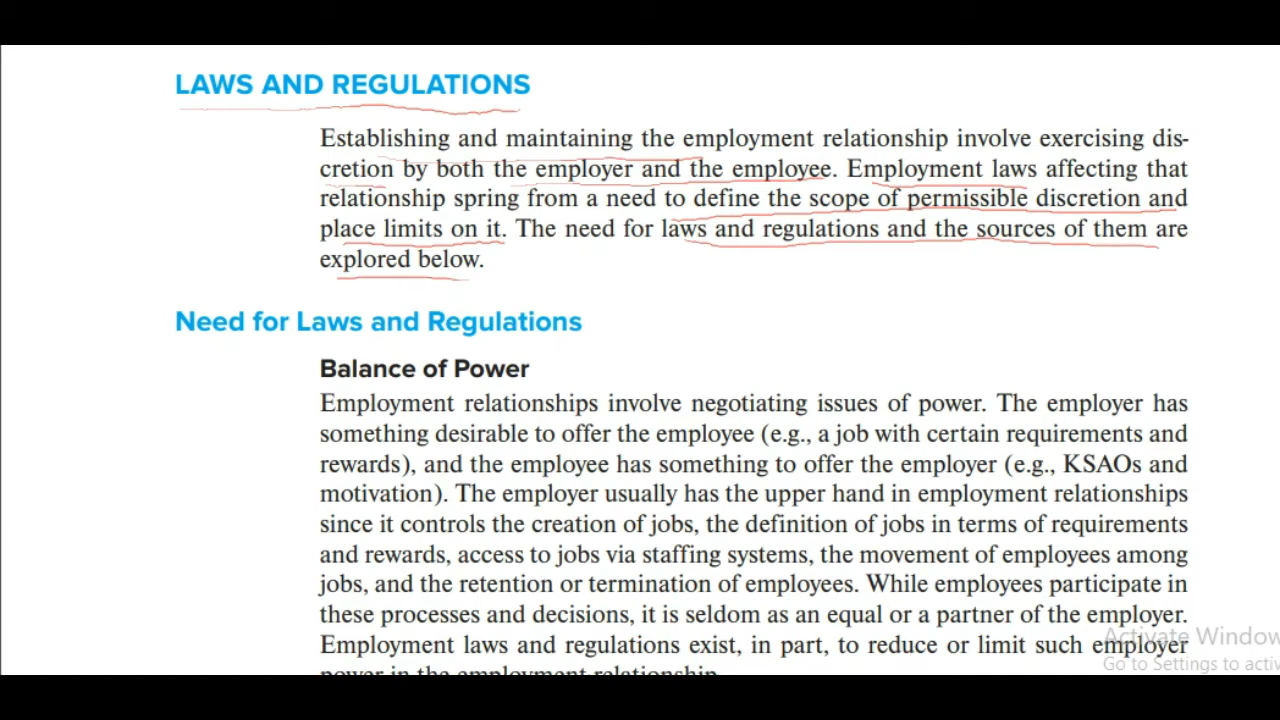 LAWS AND REGULATIONS
Establishing and maintaining the employment relationship involve exercising dis-
cretion by both the employer and the employee. Employment laws affecting that
relationship spring from a need to define the scope of permissible discretion and
place limits on it. The need for laws and regulations and the sources of them are
explored below.
Need for Laws and Regulations
Balance of Power
Employment relationships involve negotiating issues of power. The employer has
something desirable to offer the employee (e.g., a job with certain requirements and
rewards), and the employee has something to offer the employer (e.g., KSAOs and
motivation). The employer usually has the upper hand in employment relationships
since it controls the creation of jobs, the definition of jobs in terms of requirements
and rewards, access to jobs via staffing systems, the movement of employees among
jobs, and the retention or termination of employees. While employees participate in
these processes and decisions, it is seldom as an equal or a partner of the employer.
Employment laws and regulations exist, in part, to reduce or limit such employer
power in the employment relationship.
Activate Window
Go to Settings to activ